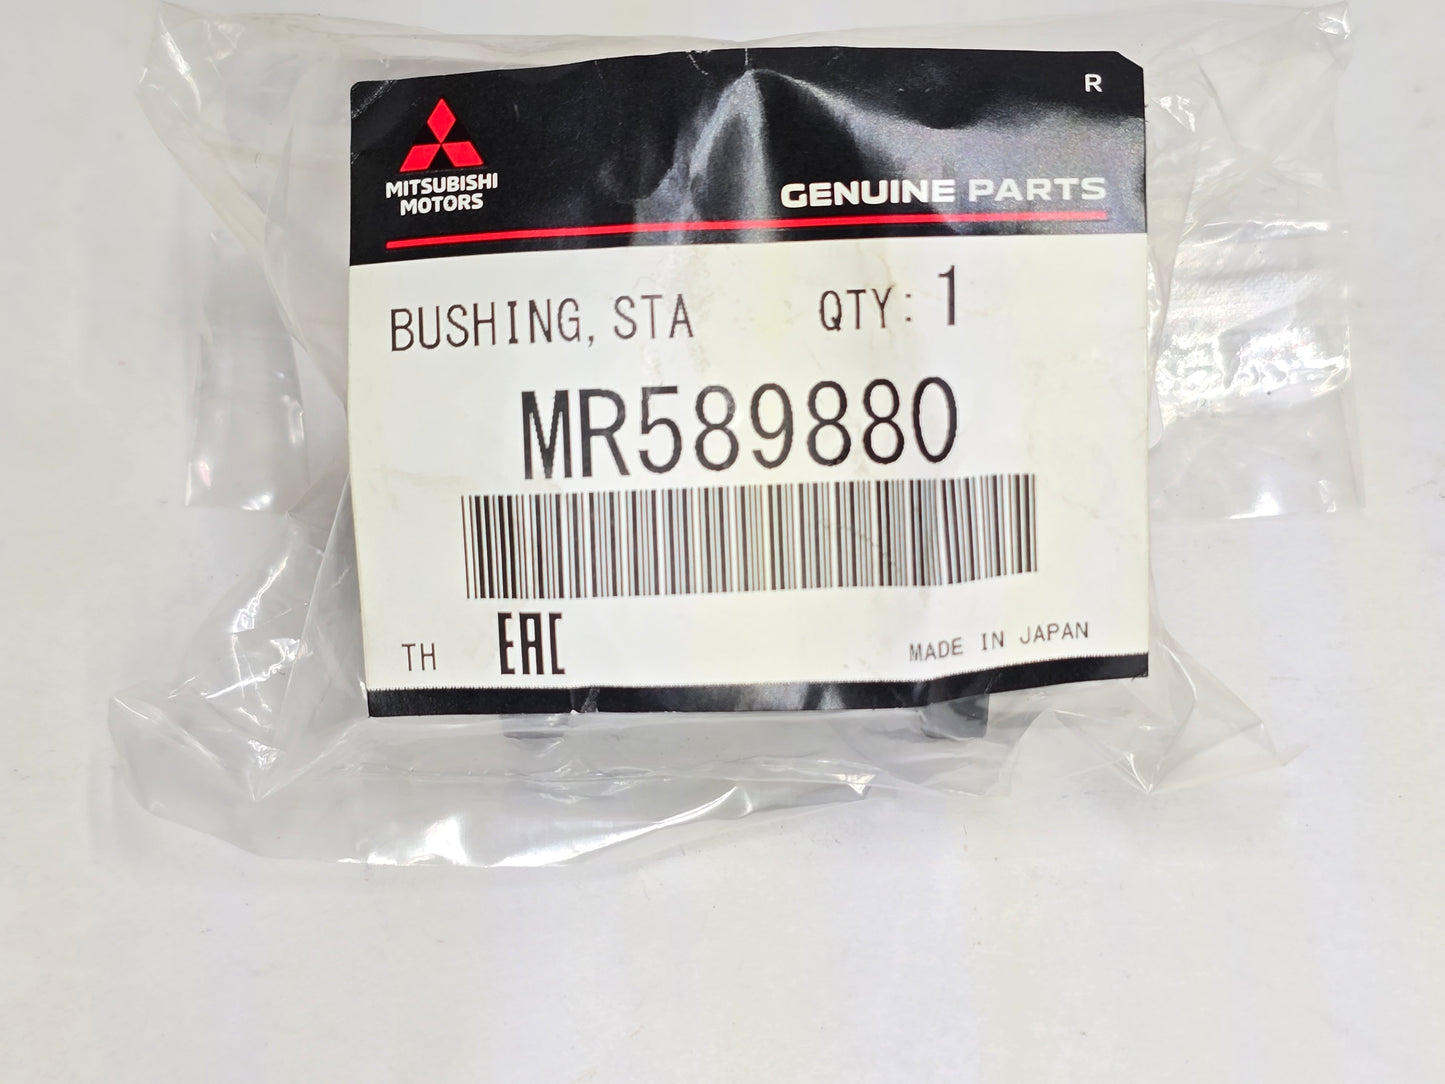 R
MITSUBISHI
MOTORS
GENUINE PARTS
BUSHING, STA QTY: 1
MR589880
TH EAC MADE IN JAPAN